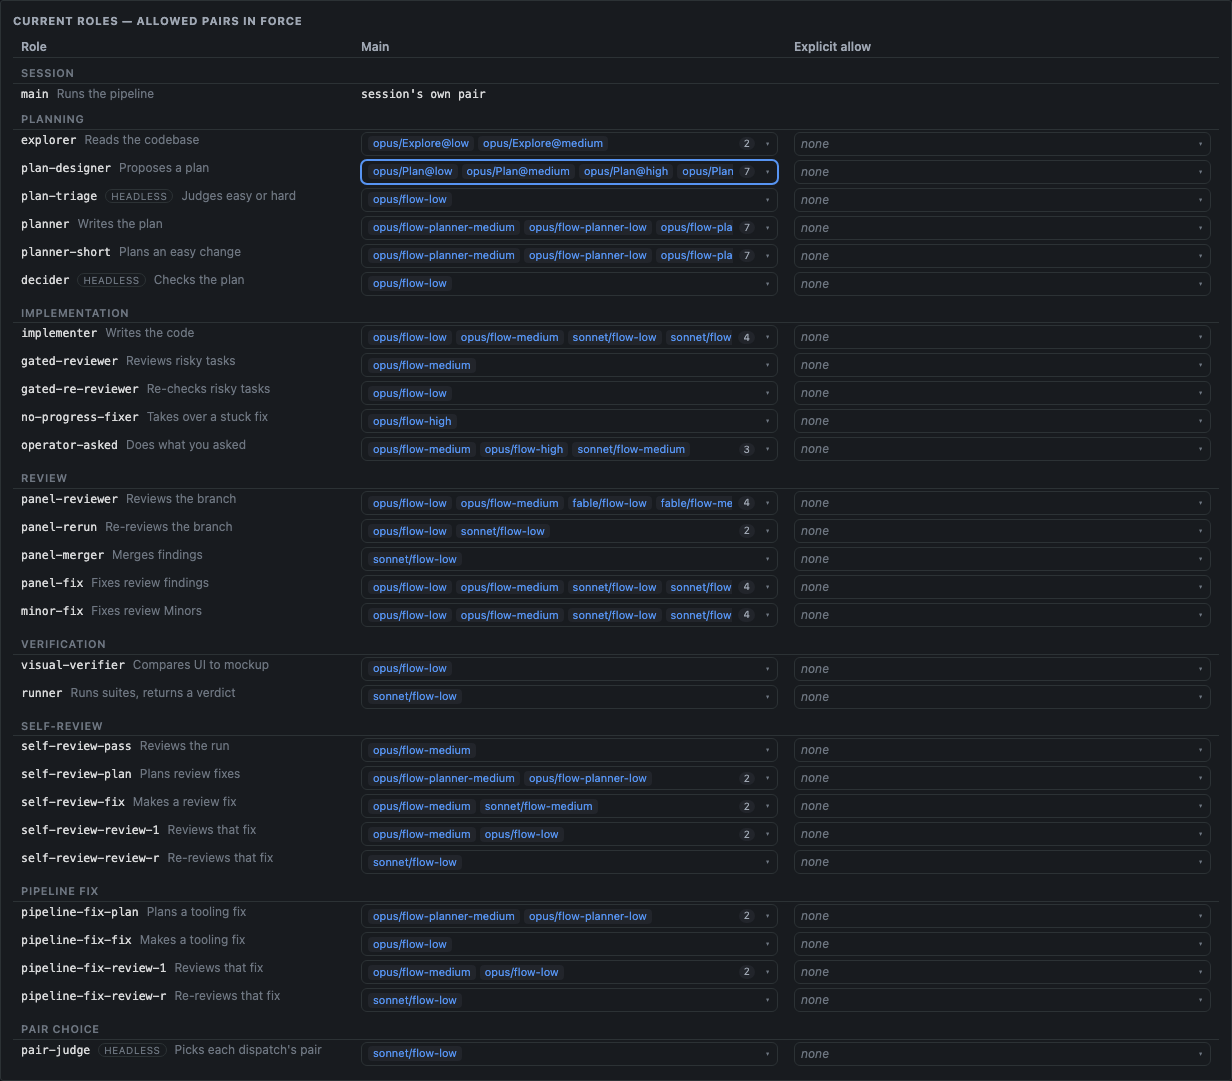 CURRENT ROLES — ALLOWED PAIRS IN FORCE
Role Main Explicit allow
SESSION
main Runs the pipeline session's own pair
PLANNING
explorer Reads the codebase opus/Explore@low opus/Explore@medium 2 none
plan-designer Proposes a plan opus/Plan@low opus/Plan@medium opus/Plan@high opus/Plan 7 none
plan-triage HEADLESS Judges easy or hard opus/flow-low none
planner Writes the plan opus/flow-planner-medium opus/flow-planner-low opus/flow-pla 7 none
planner-short Plans an easy change opus/flow-planner-medium opus/flow-planner-low opus/flow-pla 7 none
decider HEADLESS Checks the plan opus/flow-low none
IMPLEMENTATION
implementer Writes the code opus/flow-low opus/flow-medium sonnet/flow-low sonnet/flow 4 none
gated-reviewer Reviews risky tasks opus/flow-medium none
gated-re-reviewer Re-checks risky tasks opus/flow-low none
no-progress-fixer Takes over a stuck fix opus/flow-high none
operator-asked Does what you asked opus/flow-medium opus/flow-high sonnet/flow-medium 3 none
REVIEW
panel-reviewer Reviews the branch opus/flow-low opus/flow-medium fable/flow-low fable/flow-me 4 none
panel-rerun Re-reviews the branch opus/flow-low sonnet/flow-low 2 none
panel-merger Merges findings sonnet/flow-low none
panel-fix Fixes review findings opus/flow-low opus/flow-medium sonnet/flow-low sonnet/flow 4 none
minor-fix Fixes review Minors opus/flow-low opus/flow-medium sonnet/flow-low sonnet/flow 4 none
VERIFICATION
visual-verifier Compares UI to mockup opus/flow-low none
runner Runs suites, returns a verdict sonnet/flow-low none
SELF-REVIEW
self-review-pass Reviews the run opus/flow-medium none
self-review-plan Plans review fixes opus/flow-planner-medium opus/flow-planner-low 2 none
self-review-fix Makes a review fix opus/flow-medium sonnet/flow-medium 2 none
self-review-review-1 Reviews that fix opus/flow-medium opus/flow-low 2 none
self-review-review-r Re-reviews that fix sonnet/flow-low none
PIPELINE FIX
pipeline-fix-plan Plans a tooling fix opus/flow-planner-medium opus/flow-planner-low 2 none
pipeline-fix-fix Makes a tooling fix opus/flow-low none
pipeline-fix-review-1 Reviews that fix opus/flow-medium opus/flow-low 2 none
pipeline-fix-review-r Re-reviews that fix sonnet/flow-low none
PAIR CHOICE
pair-judge HEADLESS Picks each dispatch's pair sonnet/flow-low none